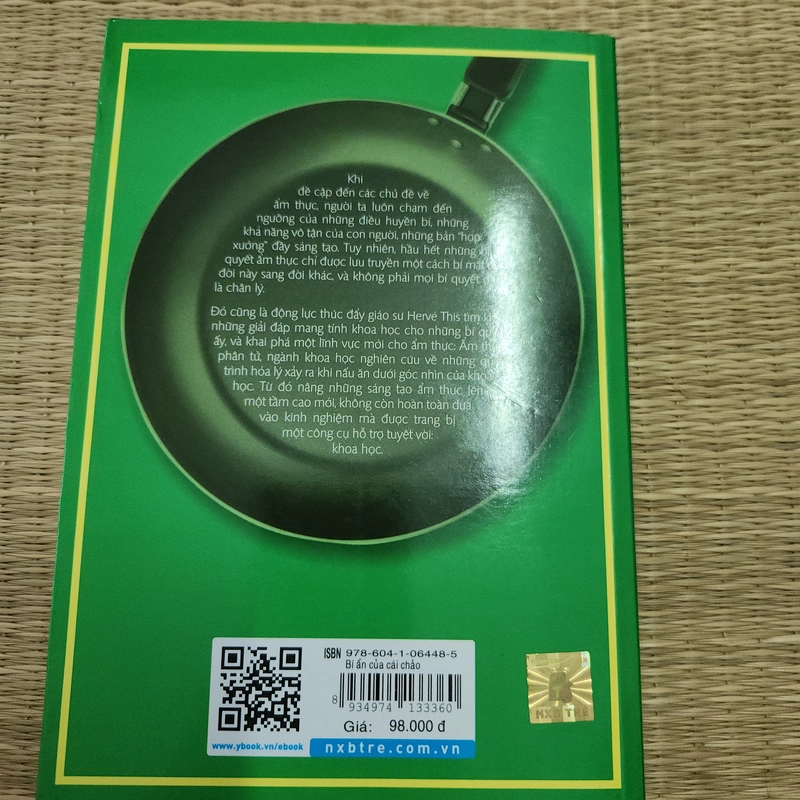 Khi
đề cập đến các chủ đề về
ẩm thực, người ta luôn chạm đến
ngưỡng của những điều huyền bí, những
khả năng vô tận của con người, những bản "hợp
xướng" đầy sáng tạo. Tuy nhiên, hầu hết những
quyết ẩm thực chỉ được lưu truyền một cách bí mật
đời này sang đời khác, và không phải mọi bí quyết
là chân lý.
Đó cũng là động lực thúc đẩy giáo sư Hervé This tìm
những giải đáp mang tính khoa học cho những bí
ấy, và khai phá một lĩnh vực mới cho ẩm thực: Ẩm
phân tử, ngành khoa học nghiên cứu về những
trình hóa lý xảy ra khi nấu ăn dưới góc nhìn của
học. Từ đó nâng những sáng tạo ẩm thực lên
một tầm cao mới, không còn hoàn toàn dựa
vào kinh nghiệm mà được trang bị
một công cụ hỗ trợ tuyệt vời:
khoa học.
ISBN 978-604-1-06448-5
Bí ẩn của cái chảo
8 934974 133360
Giá: 98.000 đ
www.ybook.vn/ebook
nxbtre.com.vn
NXB TRE